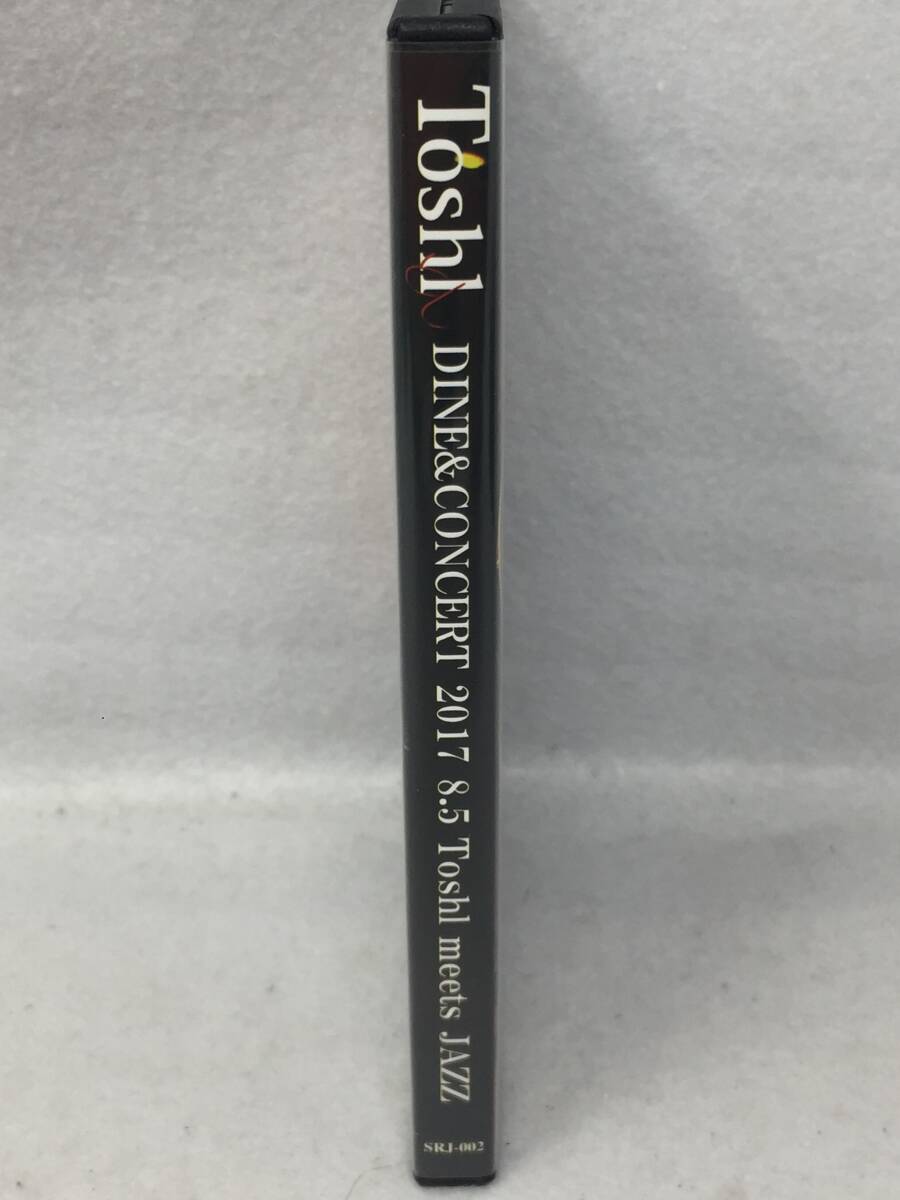 Toshl DINE&CONCERT 2017 8.5 Toshl meets JAZZ
SRJ-002